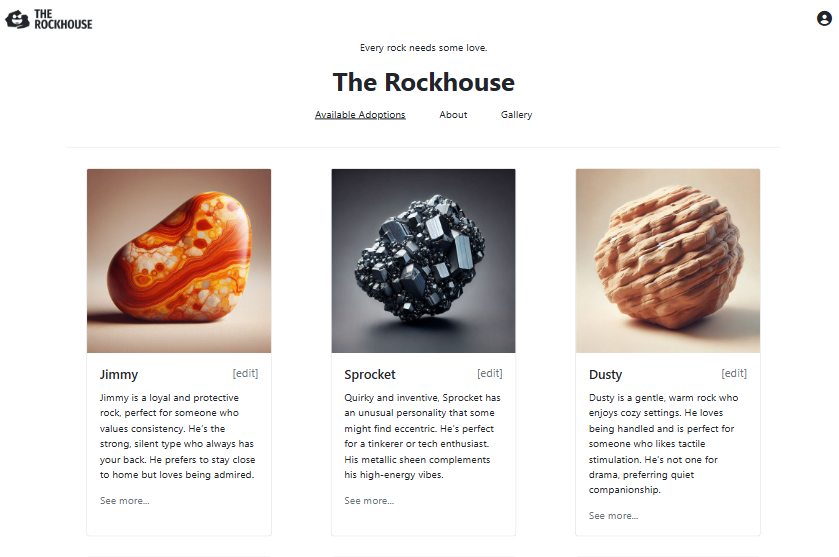 THE
ROCKHOUSE
Every rock needs some love.
The Rockhouse
Available Adoptions About Gallery
Jimmy [edit]
Jimmy is a loyal and protective
rock, perfect for someone who
values consistency. He's the
strong, silent type who always has
your back. He prefers to stay close
to home but loves being admired.
See more...
Sprocket [edit]
Quirky and inventive, Sprocket has
an unusual personality that some
might find eccentric. He's perfect
for a tinkerer or tech enthusiast.
His metallic sheen complements
his high-energy vibes.
See more...
Dusty [edit]
Dusty is a gentle, warm rock who
enjoys cozy settings. He loves
being handled and is perfect for
someone who likes tactile
stimulation. He's not one for
drama, preferring quiet
companionship.
See more...